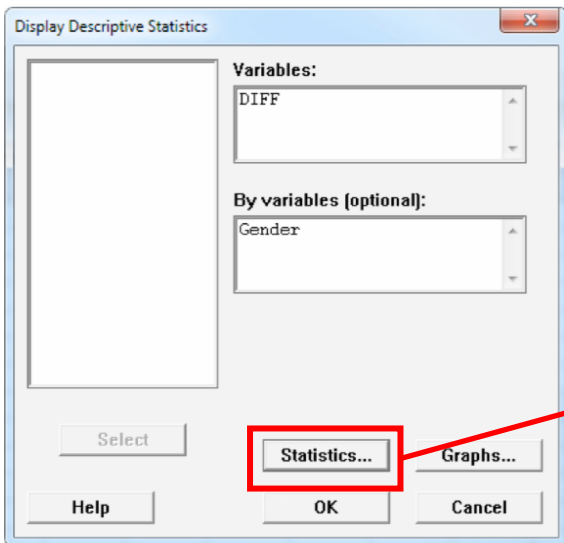 Display Descriptive Statistics
Variables:
DIFF
By variables (optional):
Gender
Select
Statistics...
Graphs...
Help
OK
Cancel